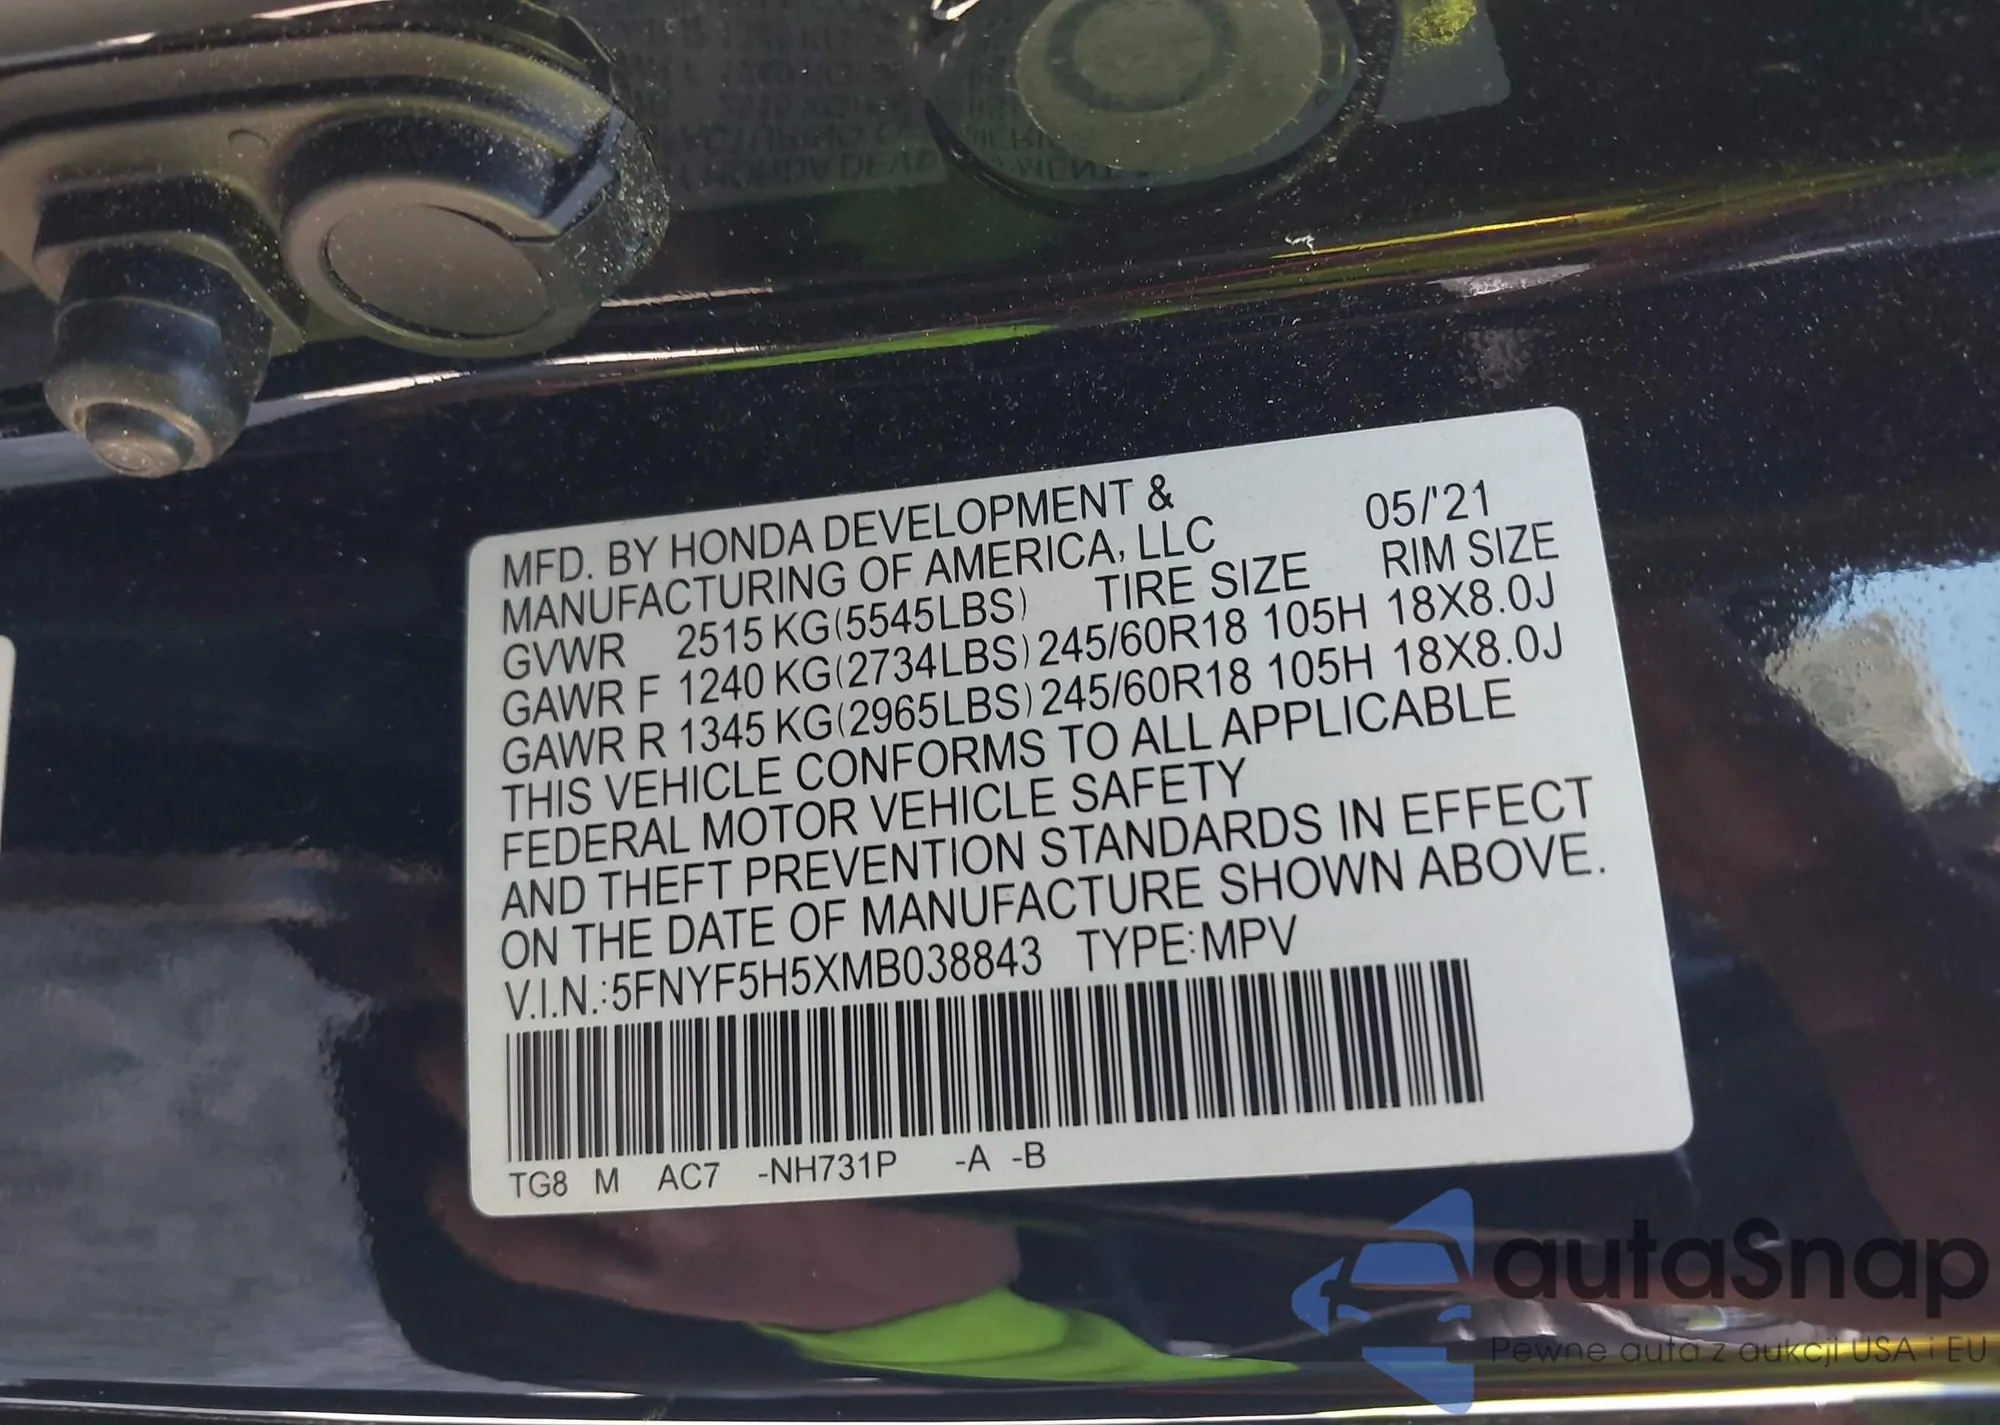 MFD. BY HONDA DEVELOPMENT &
MANUFACTURING OF AMERICA, LLC 05/'21
GVWR 2515 KG(5545LBS) TIRE SIZE RIM SIZE
GAWR F 1240 KG(2734LBS) 245/60R18 105H 18X8.0J
GAWR R 1345 KG(2965LBS) 245/60R18 105H 18X8.0J
THIS VEHICLE CONFORMS TO ALL APPLICABLE
FEDERAL MOTOR VEHICLE SAFETY
AND THEFT PREVENTION STANDARDS IN EFFECT
ON THE DATE OF MANUFACTURE SHOWN ABOVE.
V.I.N.:5FNYF5H5XMB038843 TYPE:MPV
TG8 M AC7 -NH731P -A -B
autaSnap
Pewne auta z aukcji USA i EU